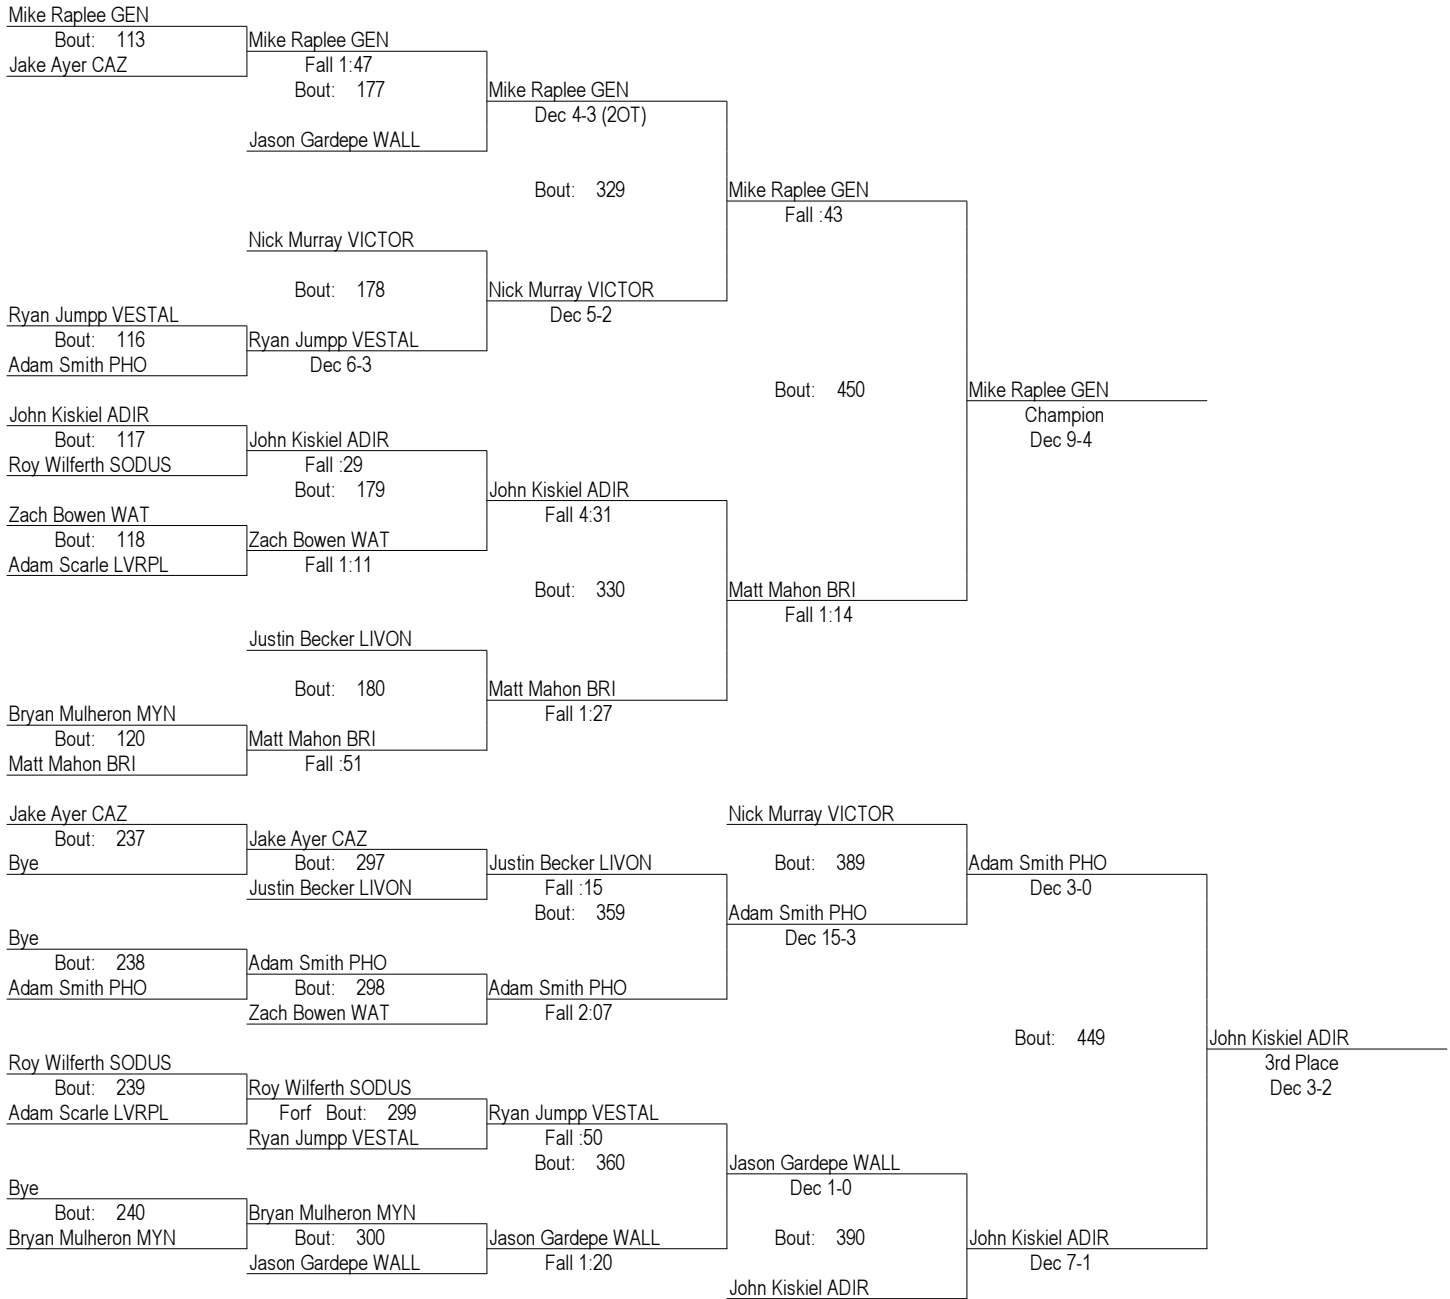 Mike Raplee GEN
Bout: 113
Mike Raplee GEN
Jake Ayer CAZ
Fall 1:47
Bout: 177
Mike Raplee GEN
Dec 4-3 (2OT)
Jason Gardepe WALL
Bout: 329
Mike Raplee GEN
Fall :43
Nick Murray VICTOR
Bout: 178
Nick Murray VICTOR
Ryan Jumpp VESTAL
Dec 5-2
Bout: 116
Ryan Jumpp VESTAL
Adam Smith PHO
Dec 6-3
Bout: 450
Mike Raplee GEN
John Kiskiel ADIR
Champion
Bout: 117
John Kiskiel ADIR
Dec 9-4
Roy Wilferth SODUS
Fall :29
Bout: 179
John Kiskiel ADIR
Zach Bowen WAT
Fall 4:31
Bout: 118
Zach Bowen WAT
Adam Scarle LVRPL
Fall 1:11
Bout: 330
Matt Mahon BRI
Fall 1:14
Justin Becker LIVON
Bout: 180
Matt Mahon BRI
Bryan Mulheron MYN
Fall 1:27
Bout: 120
Matt Mahon BRI
Matt Mahon BRI
Fall :51
Jake Ayer CAZ
Nick Murray VICTOR
Bout: 237
Jake Ayer CAZ
Bye
Bout: 297
Justin Becker LIVON
Bout: 389
Adam Smith PHO
Justin Becker LIVON
Fall :15
Dec 3-0
Bout: 359
Adam Smith PHO
Bye
Dec 15-3
Bout: 238
Adam Smith PHO
Adam Smith PHO
Bout: 298
Adam Smith PHO
Zach Bowen WAT
Fall 2:07
Bout: 449
John Kiskiel ADIR
Roy Wilferth SODUS
3rd Place
Bout: 239
Roy Wilferth SODUS
Dec 3-2
Adam Scarle LVRPL
Forf Bout: 299
Ryan Jumpp VESTAL
Ryan Jumpp VESTAL
Fall :50
Bout: 360
Jason Gardepe WALL
Bye
Dec 1-0
Bout: 240
Bryan Mulheron MYN
Bryan Mulheron MYN
Bout: 300
Jason Gardepe WALL
Bout: 390
John Kiskiel ADIR
Jason Gardepe WALL
Fall 1:20
Dec 7-1
John Kiskiel ADIR